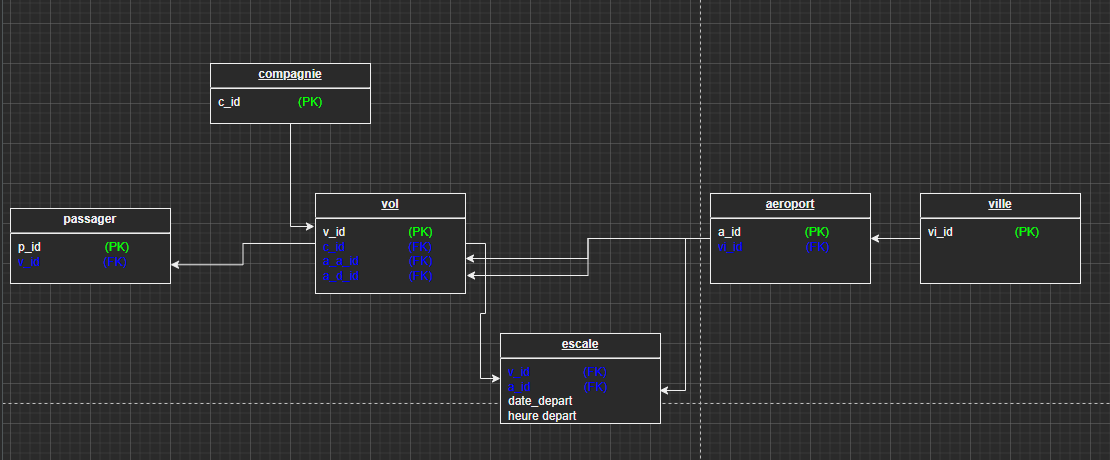 compagnie
c_id (PK)
passager
p_id (PK)
v_id (FK)
vol
v_id (PK)
c_id (FK)
a_a_id (FK)
a_d_id (FK)
aeroport
a_id (PK)
vi_id (FK)
ville
vi_id (PK)
escale
v_id (FK)
a_id (FK)
date_depart
heure depart